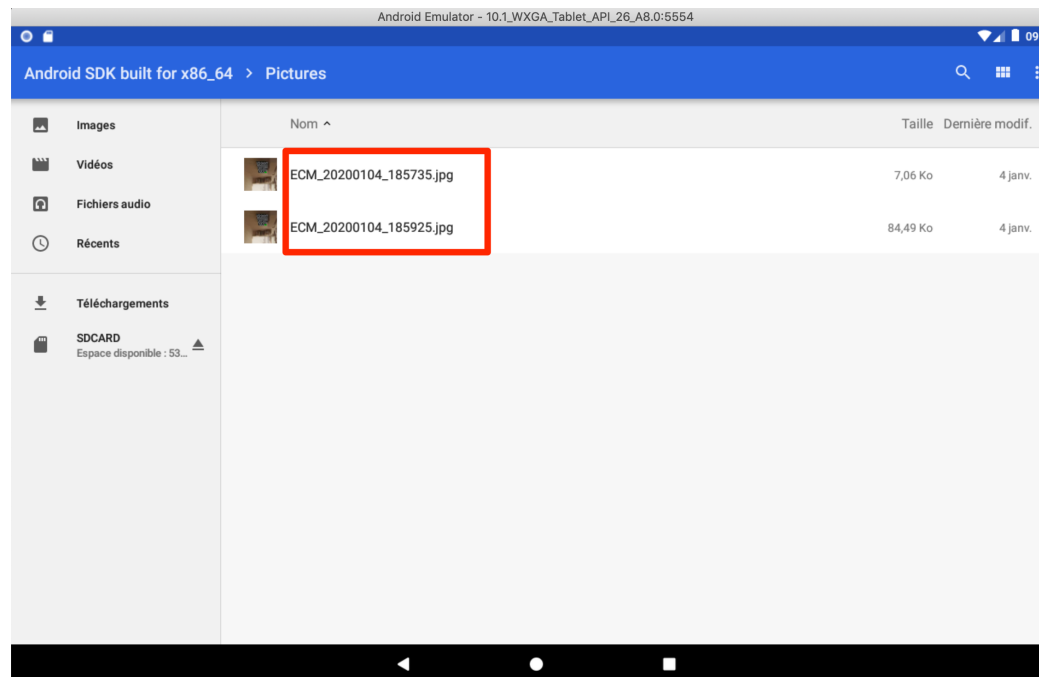 Android Emulator - 10.1_WXGA_Tablet_API_26_A8.0:5554
09
Android SDK built for x86_64 > Pictures
Images
Vidéos
Fichiers audio
Récents
Téléchargements
SDCARD
Espace disponible : 53...
Nom Taille Dernière modif.
ECM_20200104_185735.jpg 7,06 Ko 4 janv.
ECM_20200104_185925.jpg 84,49 Ko 4 janv.